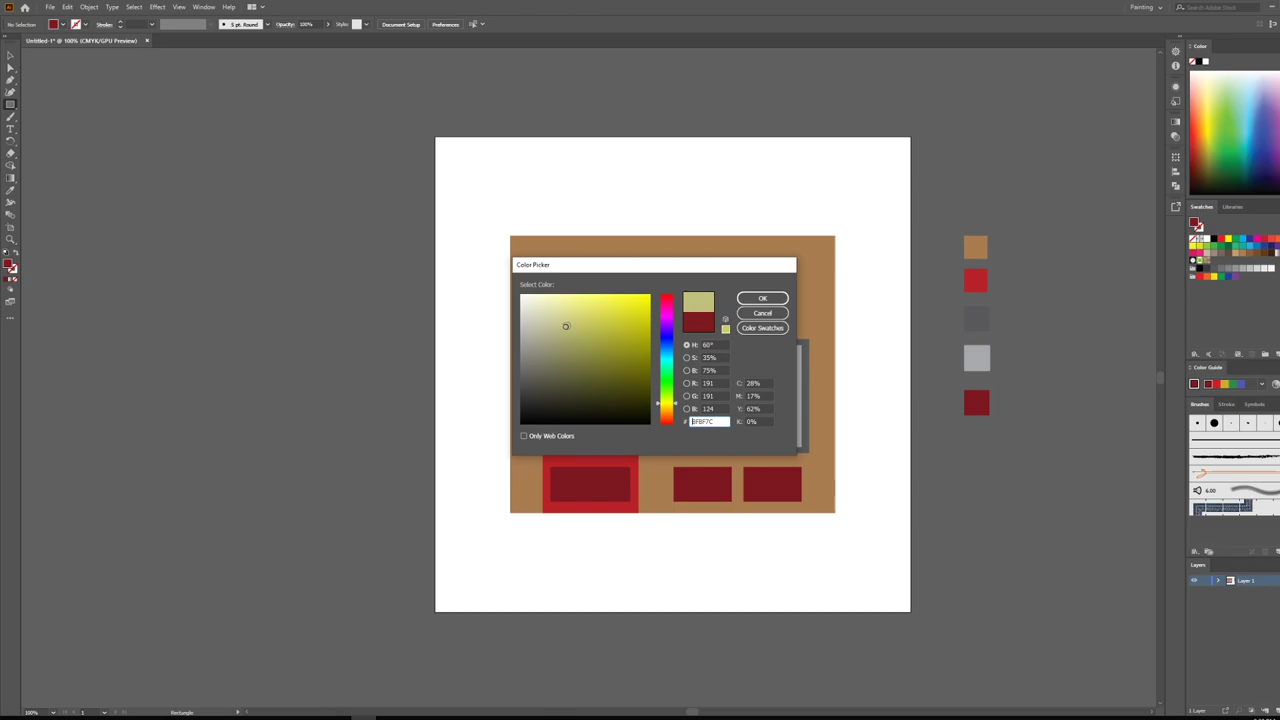 File Edit Object Type Select Effect View Window Help
Painting
Search Adobe Stock
No Selection
Stroke:
5 pt. Round
Opacity: 100%
Style:
Document Setup
Preferences
Untitled-1* @ 100% (CMYK/GPU Preview)
Color
Color Picker
Select Color:
OK
Cancel
Color Swatches
H: 60°
S: 35%
B: 75%
R: 191 C: 28%
G: 191 M: 17%
B: 124 Y: 62%
# BFBF7C K: 0%
Only Web Colors
Swatches Libraries
Color Guide
Brushes Stroke Symbols
6.00
Layers
Layer 1
100% 1 Rectangle
1 Layer